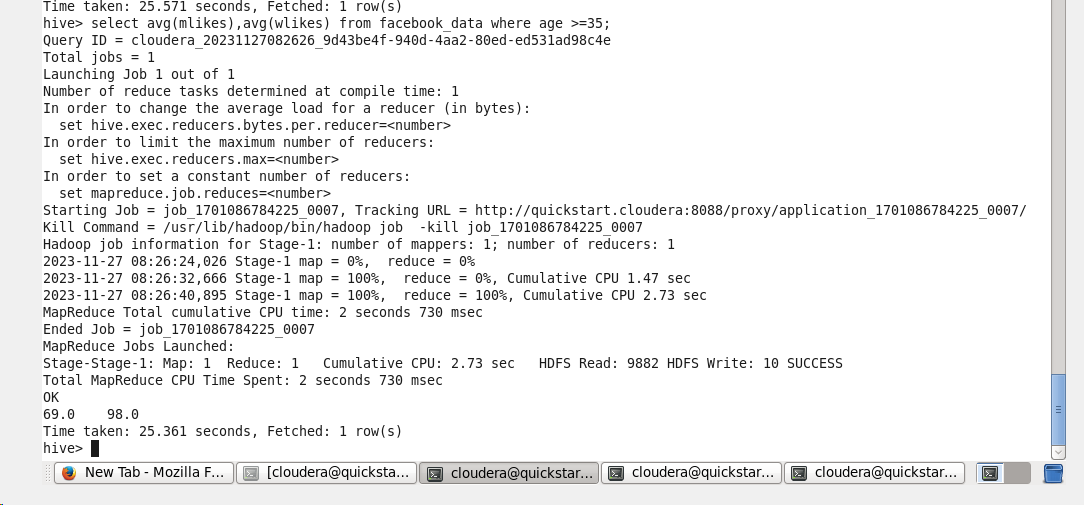 Time taken: 25.571 seconds, Fetched: 1 row(s)
hive> select avg(mlikes),avg(wlikes) from facebook_data where age >=35;
Query ID = cloudera_20231127082626_9d43be4f-940d-4aa2-80ed-ed531ad98c4e
Total jobs = 1
Launching Job 1 out of 1
Number of reduce tasks determined at compile time: 1
In order to change the average load for a reducer (in bytes):
  set hive.exec.reducers.bytes.per.reducer=<number>
In order to limit the maximum number of reducers:
  set hive.exec.reducers.max=<number>
In order to set a constant number of reducers:
  set mapreduce.job.reduces=<number>
Starting Job = job_1701086784225_0007, Tracking URL = http://quickstart.cloudera:8088/proxy/application_1701086784225_0007/
Kill Command = /usr/lib/hadoop/bin/hadoop job  -kill job_1701086784225_0007
Hadoop job information for Stage-1: number of mappers: 1; number of reducers: 1
2023-11-27 08:26:24,026 Stage-1 map = 0%,  reduce = 0%
2023-11-27 08:26:32,666 Stage-1 map = 100%,  reduce = 0%, Cumulative CPU 1.47 sec
2023-11-27 08:26:40,895 Stage-1 map = 100%,  reduce = 100%, Cumulative CPU 2.73 sec
MapReduce Total cumulative CPU time: 2 seconds 730 msec
Ended Job = job_1701086784225_0007
MapReduce Jobs Launched:
Stage-Stage-1: Map: 1  Reduce: 1   Cumulative CPU: 2.73 sec   HDFS Read: 9882 HDFS Write: 10 SUCCESS
Total MapReduce CPU Time Spent: 2 seconds 730 msec
OK
69.0    98.0
Time taken: 25.361 seconds, Fetched: 1 row(s)
hive>
New Tab - Mozilla F... [cloudera@quicksta... cloudera@quickstar... cloudera@quickstar... cloudera@quickstar...